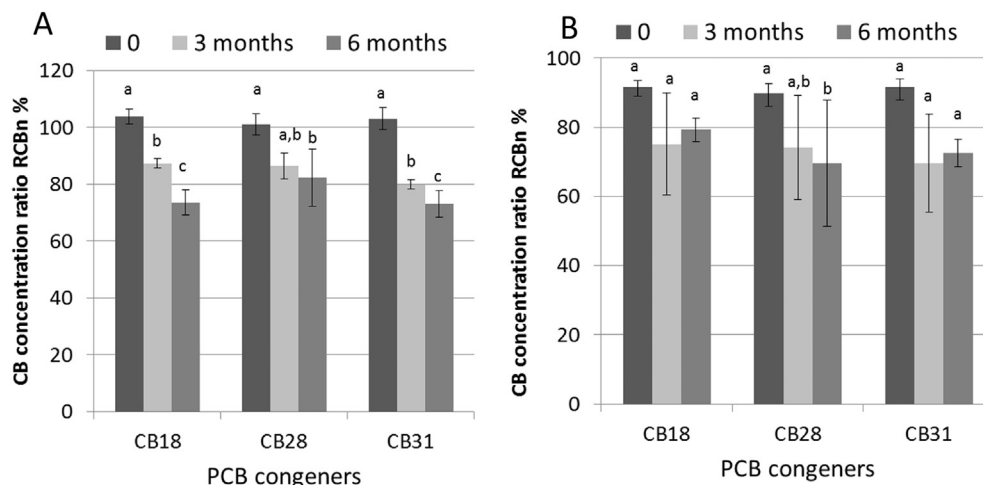 A
0 3 months 6 months
CB concentration ratio RCBn %
120
100
80
60
40
20
0
a b c
a a,b b
a b c
CB18 CB28 CB31
PCB congeners
B
0 3 months 6 months
CB concentration ratio RCBn %
100
80
60
40
20
0
a a a
a a,b b
a a a
CB18 CB28 CB31
PCB congeners